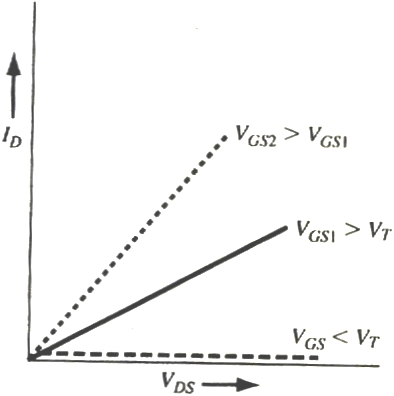 I_D
V_GS2 > V_GS1
V_GS1 > V_T
V_GS < V_T
V_DS